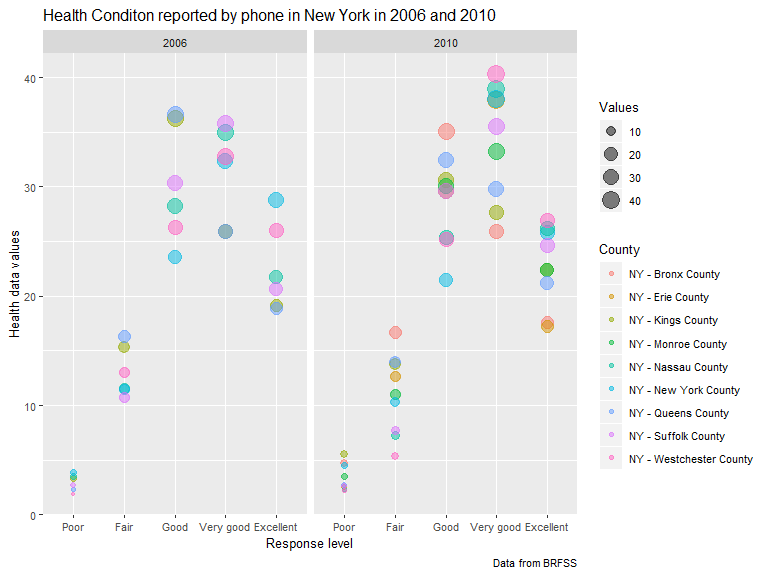 Health Conditon reported by phone in New York in 2006 and 2010
2006
2010
40
30
20
10
0
Health data values
Poor
Fair
Good
Very good
Excellent
Poor
Fair
Good
Very good
Excellent
Response level
Data from BRFSS
Values
10
20
30
40
County
NY - Bronx County
NY - Erie County
NY - Kings County
NY - Monroe County
NY - Nassau County
NY - New York County
NY - Queens County
NY - Suffolk County
NY - Westchester County